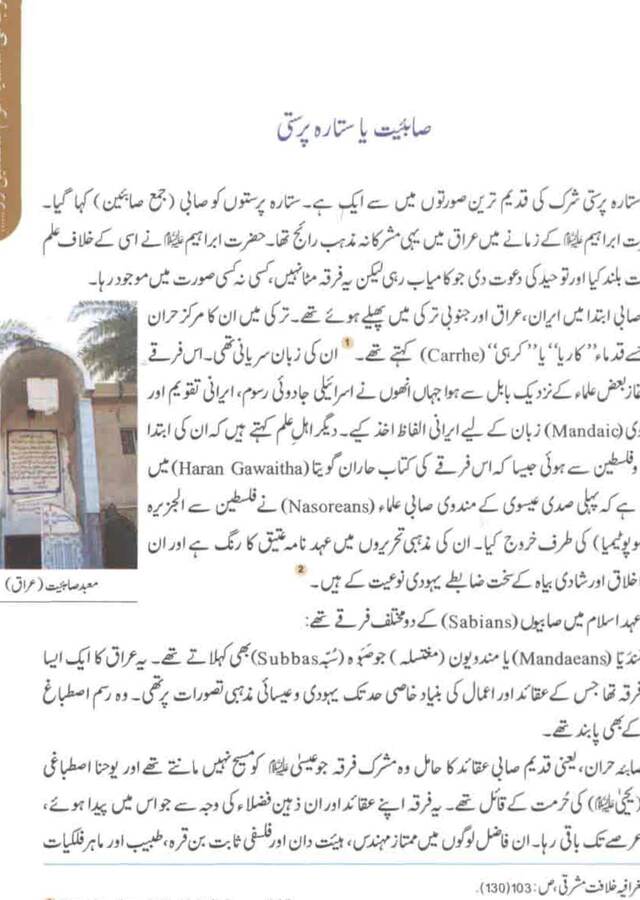 صابئیت یا ستارہ پرستی
ستارہ پرستی شرک کی قدیم ترین صورتوں میں سے ایک ہے۔ ستارہ پرستوں کو صابی (جمع صابئین) کہا گیا۔
ابراہیم علیہ السلام کے زمانے میں عراق میں یہی مشرکانہ مذہب رائج تھا۔ حضرت ابراہیم علیہ السلام نے اسی کے خلاف علم
بلند کیا اور توحید کی دعوت دی جو کامیاب رہی لیکن یہ فرقہ مٹا نہیں، کسی نہ کسی صورت میں موجود رہا۔
صابی ابتدا میں ایران، عراق اور جنوبی ترکی میں پھیلے ہوئے تھے۔ ترکی میں ان کا مرکز حران
جسے قدماء ”کاریا“ یا ”کرہی“ (Carrhe) کہتے تھے۔ 1 ان کی زبان سریانی تھی۔ اس فرقے
بعض علماء کے نزدیک بابل سے ہوا جہاں انھوں نے اسرائیلی جادوئی رسوم، ایرانی تقویم اور
(Mandaic) زبان کے لیے ایرانی الفاظ اخذ کیے۔ دیگر اہلِ علم کہتے ہیں کہ ان کی ابتدا
وفلسطین سے ہوئی جیسا کہ اس فرقے کی کتاب حاران گویتا (Haran Gawaitha) میں
ہے کہ پہلی صدی عیسوی کے مندوی صابی علماء (Nasoreans) نے فلسطین سے الجزیرہ
کی طرف خروج کیا۔ ان کی مذہبی تحریروں میں عہد نامہ عتیق کا رنگ ہے اور ان
اخلاق اور شادی بیاہ کے سخت ضابطے یہودی نوعیت کے ہیں۔ 2
معبد صابئیت (عراق)
عہد اسلام میں صابیوں (Sabians) کے دو مختلف فرقے تھے:
(Mandaeans) یا مندویون (مغتسلہ) جو صَبوہ (سُبّہ Subbas) بھی کہلاتے تھے۔ یہ عراق کا ایک ایسا
فرقہ تھا جس کے عقائد اور اعمال کی بنیاد خاصی حد تک یہودی و عیسائی مذہبی تصورات پر تھی۔ وہ رسم اصطباغ
کے بھی پابند تھے۔
صابئہ حران، یعنی قدیم صابی عقائد کا حامل وہ مشرک فرقہ جو عیسیٰ علیہ السلام کو مسیح نہیں مانتے تھے اور یوحنا اصطباغی
(یحییٰ علیہ السلام) کی حُرمت کے قائل تھے۔ یہ فرقہ اپنے عقائد اور ان ذہین فضلاء کی وجہ سے جو اس میں پیدا ہوئے،
عرصے تک باقی رہا۔ ان فاضل لوگوں میں ممتاز مہندس، ہیئت دان اور فلسفی ثابت بن قرہ، طبیب اور ماہر فلکیات
جغرافیہ خلافت مشرقی، ص: 103 (130).